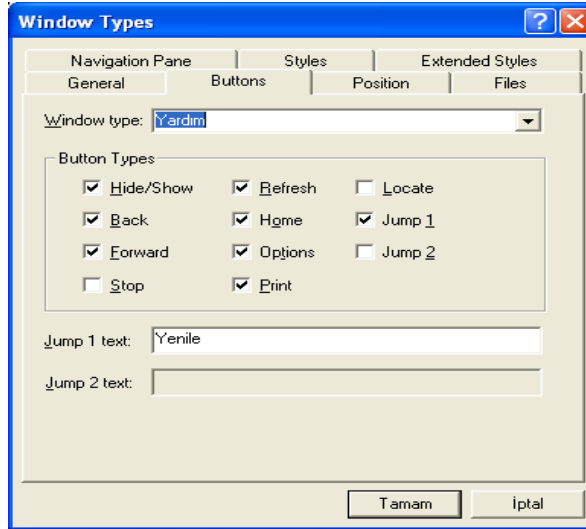 Window Types
Navigation Pane Styles Extended Styles
General Buttons Position Files
Window type: Yardım
Button Types
Hide/Show Refresh Locate
Back Home Jump 1
Forward Options Jump 2
Stop Print
Jump 1 text: Yenile
Jump 2 text:
Tamam İptal